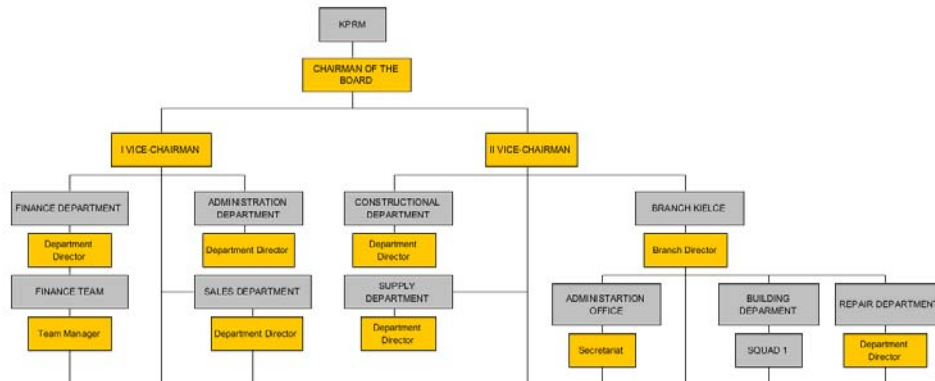 KPRM
CHAIRMAN OF THE
BOARD
I VICE-CHAIRMAN
II VICE-CHAIRMAN
FINANCE DEPARTMENT
ADMINISTRATION
DEPARTMENT
CONSTRUCTIONAL
DEPARTMENT
BRANCH KIELCE
Department
Director
Department Director
Department
Director
Branch Director
FINANCE TEAM
SALES DEPARTMENT
SUPPLY
DEPARTMENT
ADMINISTARTION
OFFICE
BUILDING
DEPARMENT
REPAIR DEPARTMENT
Team Manager
Department Director
Department
Director
Secretariat
SQUAD 1
Department
Director